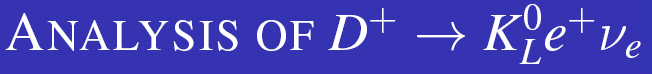 ANALYSIS OF $D^+ \to K_L^0 e^+ \nu_e$